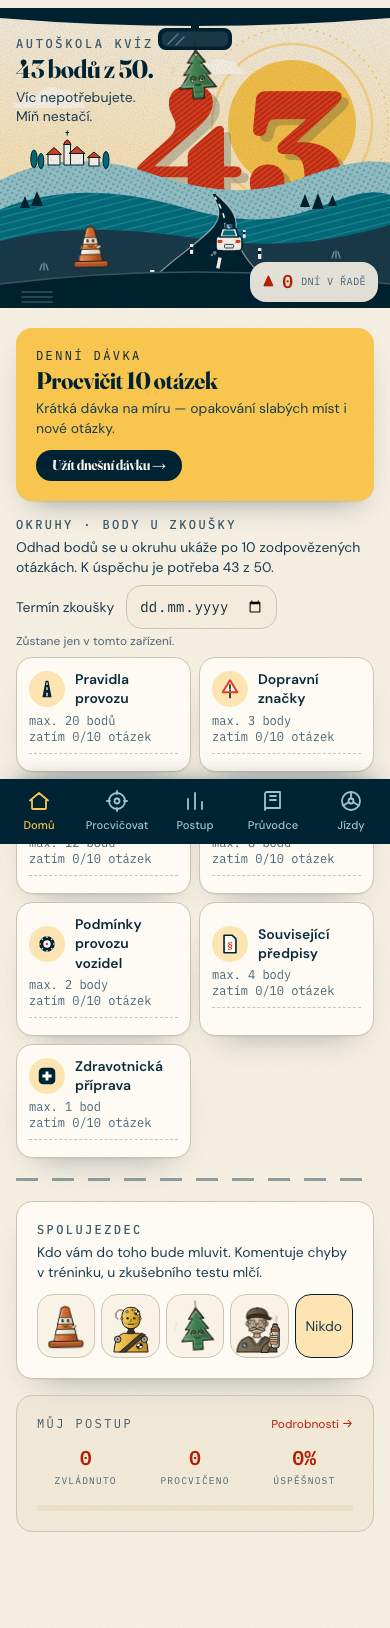 AUTOŠKOLA KVÍZ
43 bodů z 50.
Víc nepotřebujete.
Míň nestačí.
43
0 DNÍ V ŘADĚ
DENNÍ DÁVKA
Procvičit 10 otázek
Krátká dávka na míru — opakování slabých míst i
nové otázky.
Užít dnešní dávku →
OKRUHY · BODY U ZKOUŠKY
Odhad bodů se u okruhu ukáže po 10 zodpovězených
otázkách. K úspěchu je potřeba 43 z 50.
Termín zkoušky dd.mm.yyyy
Zůstane jen v tomto zařízení.
Pravidla
provozu
max. 20 bodů
zatím 0/10 otázek
Dopravní
značky
max. 3 body
zatím 0/10 otázek
Domů
Procvičovat
Postup
Průvodce
Jízdy
zatím 0/10 otázek
zatím 0/10 otázek
Podmínky
provozu
vozidel
max. 2 body
zatím 0/10 otázek
§
Související
předpisy
max. 4 body
zatím 0/10 otázek
Zdravotnická
příprava
max. 1 bod
zatím 0/10 otázek
SPOLUJEZDEC
Kdo vám do toho bude mluvit. Komentuje chyby
v tréninku, u zkušebního testu mlčí.
Nikdo
MŮJ POSTUP
Podrobnosti →
0
ZVLÁDNUTO
0
PROCVIČENO
0%
ÚSPĚŠNOST